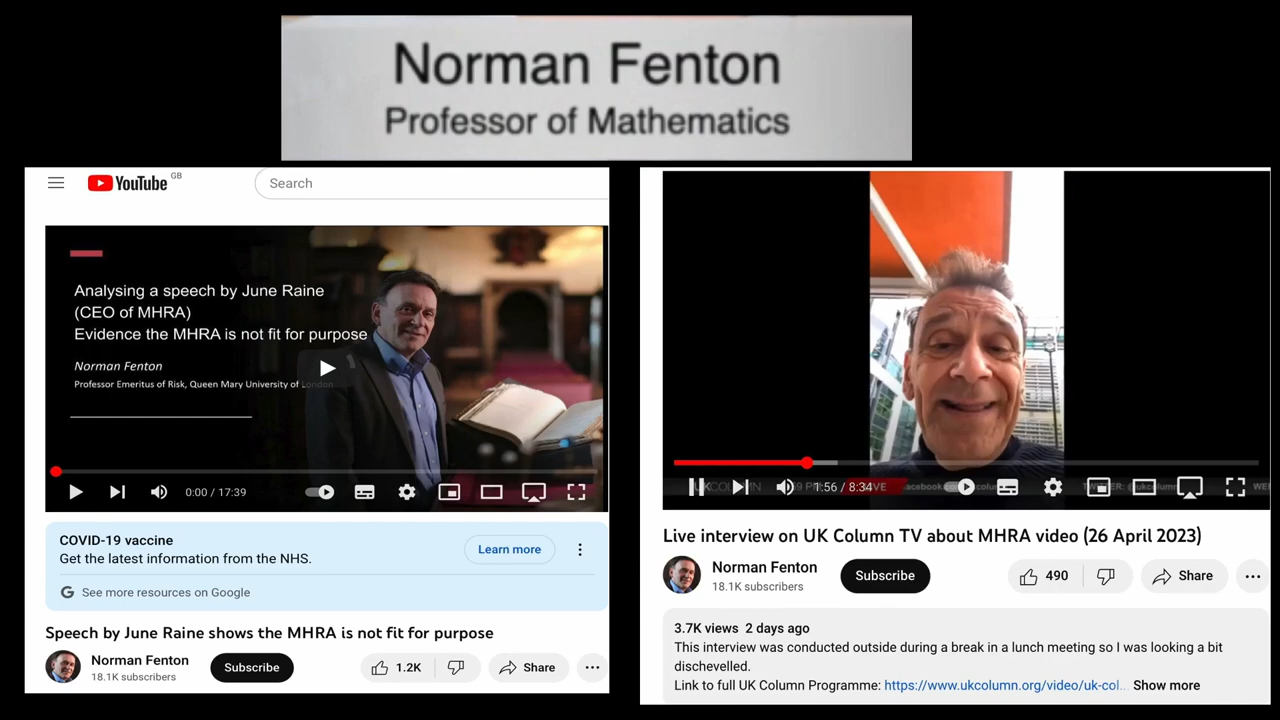 Norman Fenton
Professor of Mathematics
YouTube GB
Search
Analysing a speech by June Raine
(CEO of MHRA)
Evidence the MHRA is not fit for purpose
Norman Fenton
Professor Emeritus of Risk, Queen Mary University of London
0:00 / 17:39
COVID-19 vaccine
Get the latest information from the NHS.
Learn more
G See more resources on Google
Speech by June Raine shows the MHRA is not fit for purpose
Norman Fenton
18.1K subscribers
Subscribe
1.2K
Share
1:56 / 8:34
Live interview on UK Column TV about MHRA video (26 April 2023)
Norman Fenton
18.1K subscribers
Subscribe
490
Share
3.7K views 2 days ago
This interview was conducted outside during a break in a lunch meeting so I was looking a bit
dischevelled.
Link to full UK Column Programme: https://www.ukcolumn.org/video/uk-col... Show more